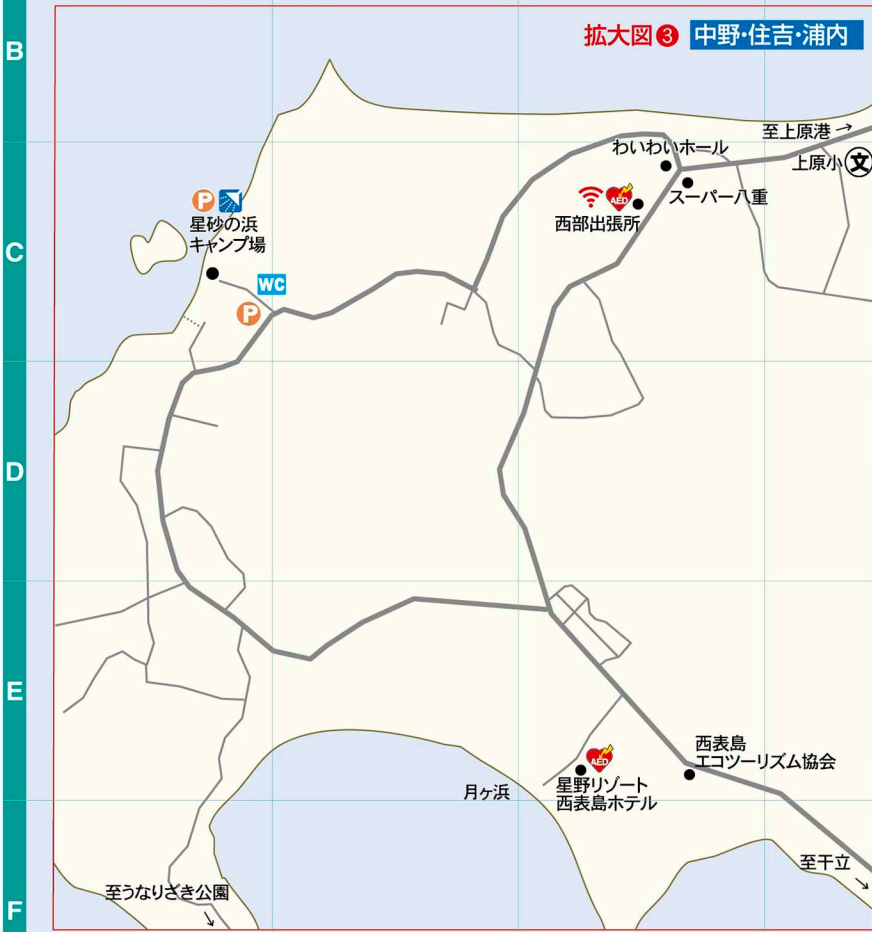 B
拡大図❸ 中野・住吉・浦内
至上原港→
わいわいホール
上原小 文
スーパー八重
P
AED
西部出張所
C
星砂の浜
キャンプ場
WC
P
D
E
西表島
エコツーリズム協会
AED
星野リゾート
西表島ホテル
月ヶ浜
至干立
→
至うなりざき公園
→
F